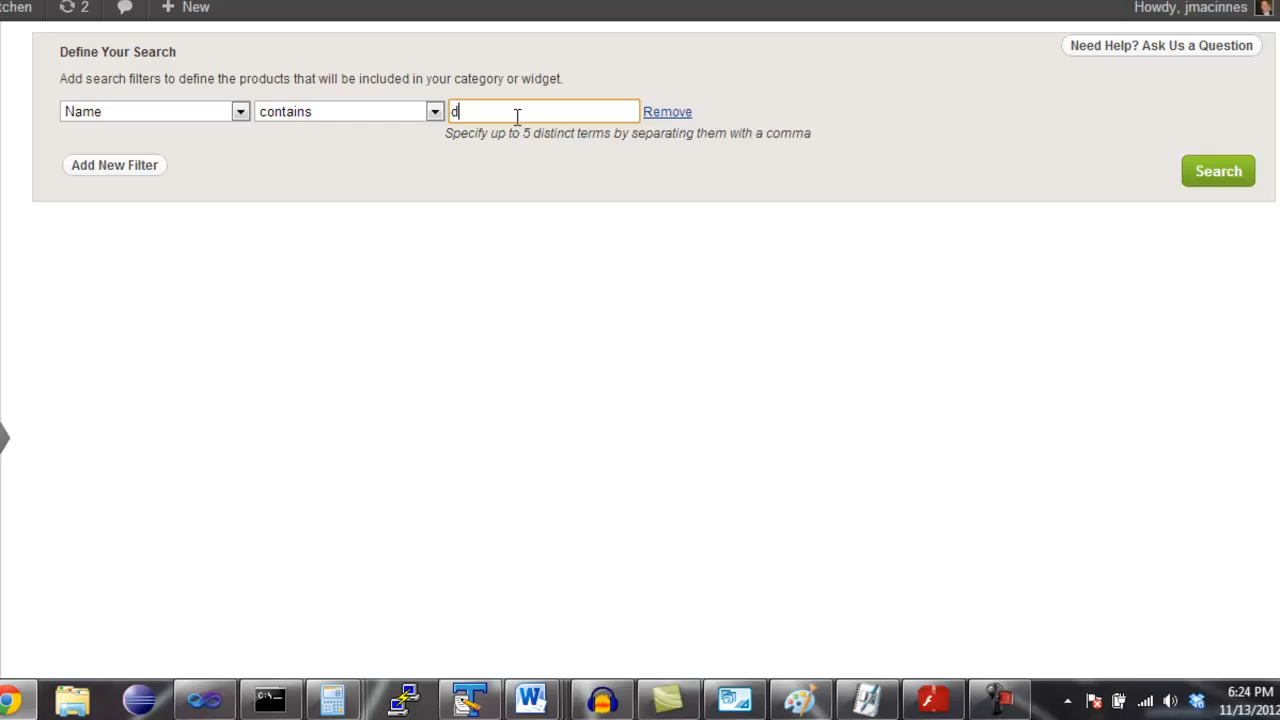 tchen 2 New Howdy, jmacinnes
Define Your Search
Need Help? Ask Us a Question
Add search filters to define the products that will be included in your category or widget.
Name contains d Remove
Specify up to 5 distinct terms by separating them with a comma
Add New Filter
Search
C:\
W
6:24 PM
11/13/2012